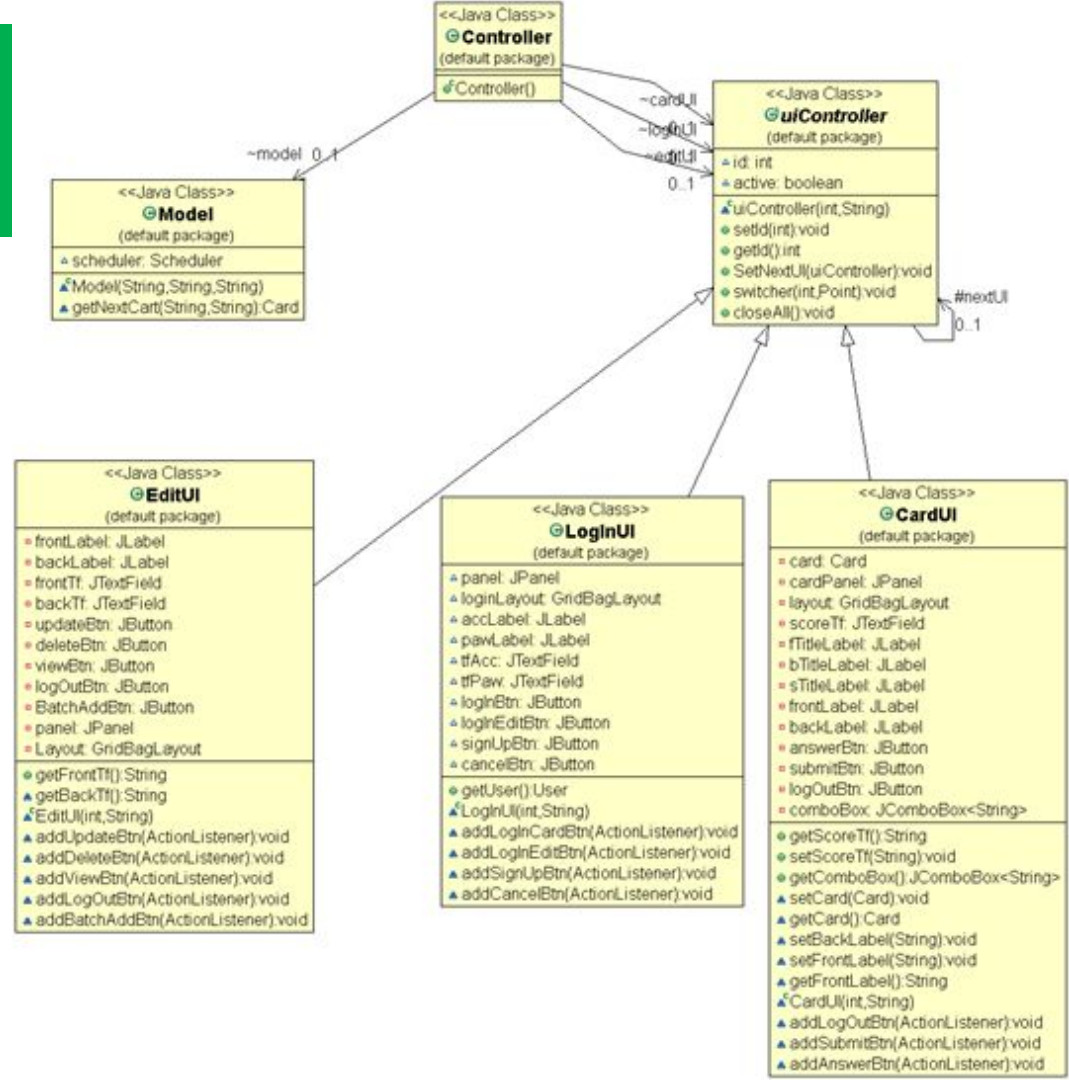 <<Java Class>>
Controller
(default package)
Controller()
~cardUI
0..1
~logInUI
0..1
~editUI
0..1
~model 0..1
<<Java Class>>
uiController
(default package)
id: int
active: boolean
uiController(int,String)
setId(int):void
getId():int
SetNextUI(uiController):void
switcher(int,Point):void
closeAll():void
#nextUI
0..1
<<Java Class>>
Model
(default package)
scheduler: Scheduler
Model(String,String,String)
getNextCart(String,String):Card
<<Java Class>>
EditUI
(default package)
frontLabel: JLabel
backLabel: JLabel
frontTf: JTextField
backTf: JTextField
updateBtn: JButton
deleteBtn: JButton
viewBtn: JButton
logOutBtn: JButton
BatchAddBtn: JButton
panel: JPanel
Layout: GridBagLayout
getFrontTf():String
getBackTf():String
EditUI(int,String)
addUpdateBtn(ActionListener):void
addDeleteBtn(ActionListener):void
addViewBtn(ActionListener):void
addLogOutBtn(ActionListener):void
addBatchAddBtn(ActionListener):void
<<Java Class>>
LogInUI
(default package)
panel: JPanel
loginLayout: GridBagLayout
accLabel: JLabel
pawLabel: JLabel
tfAcc: JTextField
tfPaw: JTextField
logInBtn: JButton
logInEditBtn: JButton
signUpBtn: JButton
cancelBtn: JButton
getUser():User
LogInUI(int,String)
addLogInCardBtn(ActionListener):void
addLogInEditBtn(ActionListener):void
addSignUpBtn(ActionListener):void
addCancelBtn(ActionListener):void
<<Java Class>>
CardUI
(default package)
card: Card
cardPanel: JPanel
layout: GridBagLayout
scoreTf: JTextField
fTitleLabel: JLabel
bTitleLabel: JLabel
sTitleLabel: JLabel
frontLabel: JLabel
backLabel: JLabel
answerBtn: JButton
submitBtn: JButton
logOutBtn: JButton
comboBox: JComboBox<String>
getScoreTf():String
setScoreTf(String):void
getComboBox():JComboBox<String>
setCard(Card):void
getCard():Card
setBackLabel(String):void
setFrontLabel(String):void
getFrontLabel():String
CardUI(int,String)
addLogOutBtn(ActionListener):void
addSubmitBtn(ActionListener):void
addAnswerBtn(ActionListener):void